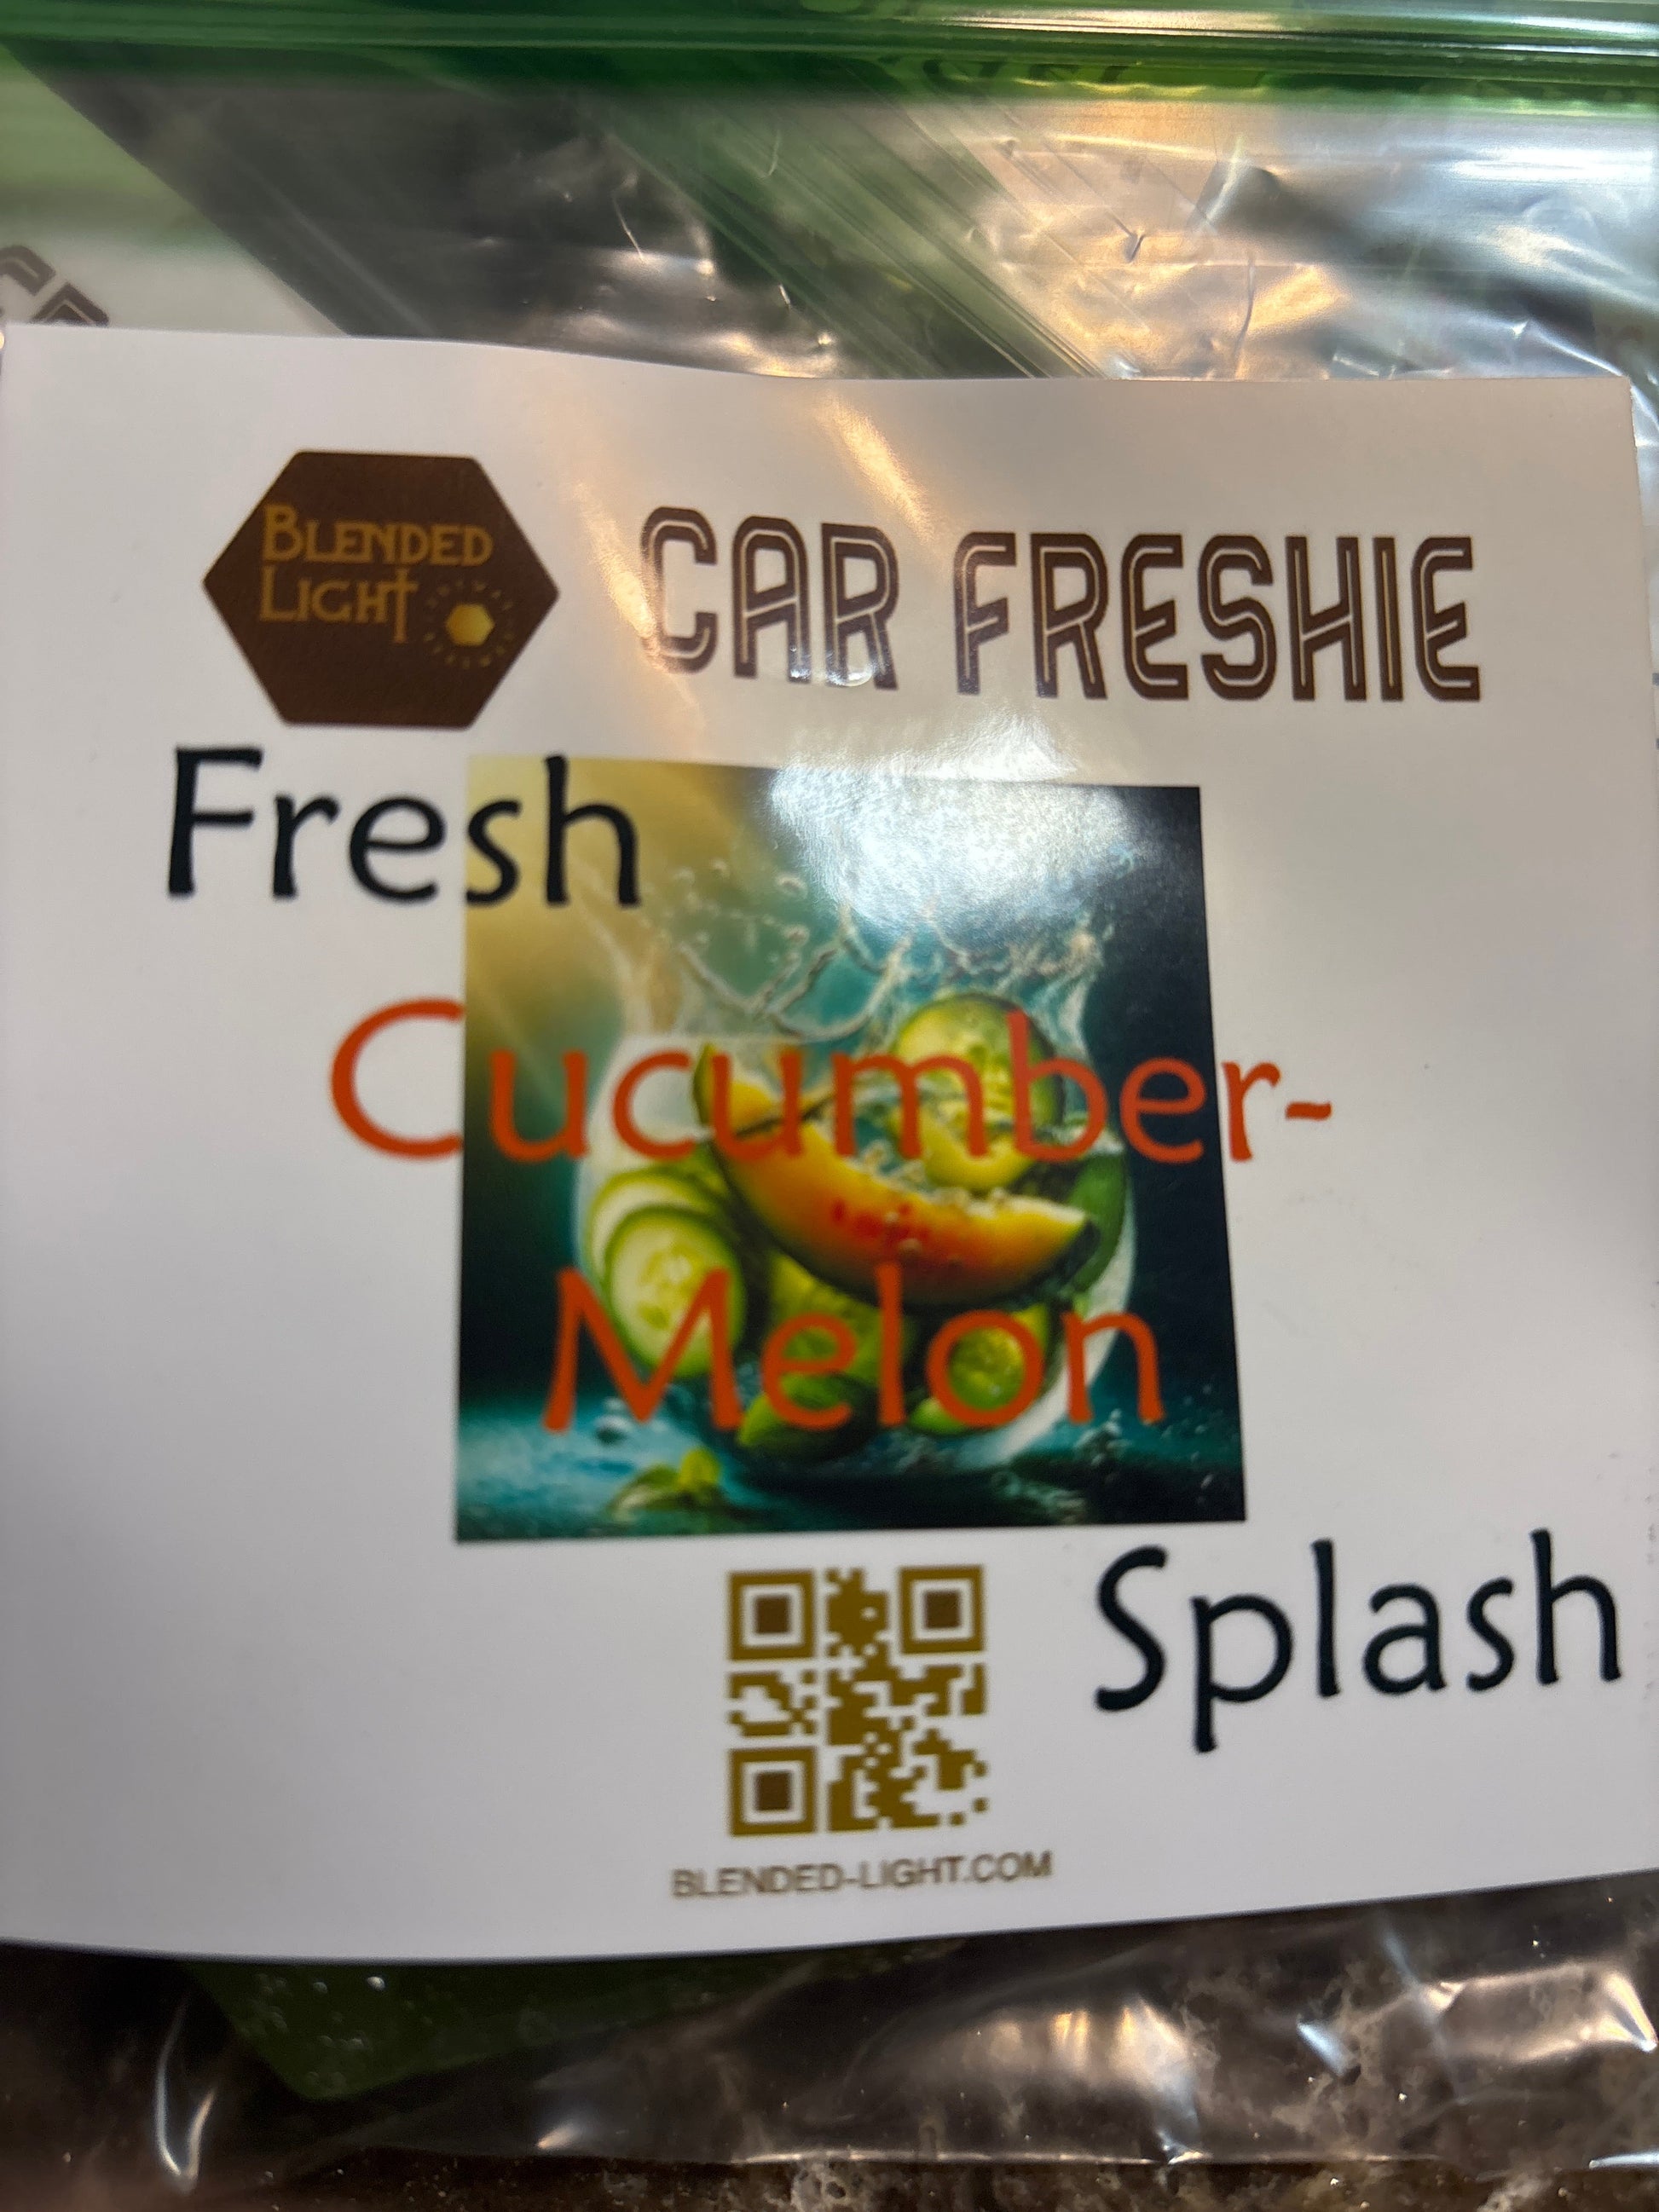 BLENDED
LIGHT
CAR FRESHIE
Fresh
Cucumber-
Melon
Splash
BLENDED-LIGHT.COM